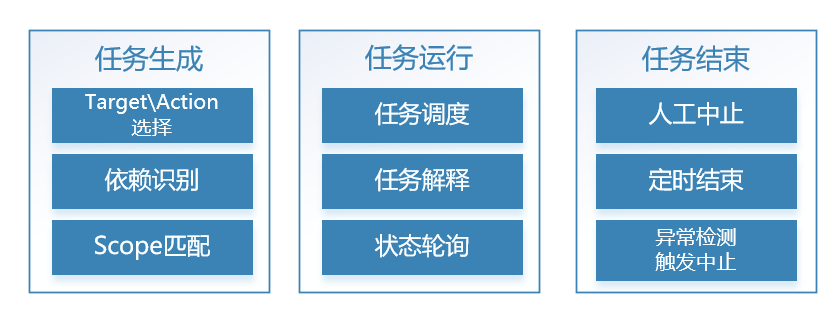 任务生成
Target\Action
选择
依赖识别
Scope匹配
任务运行
任务调度
任务解释
状态轮询
任务结束
人工中止
定时结束
异常检测
触发中止